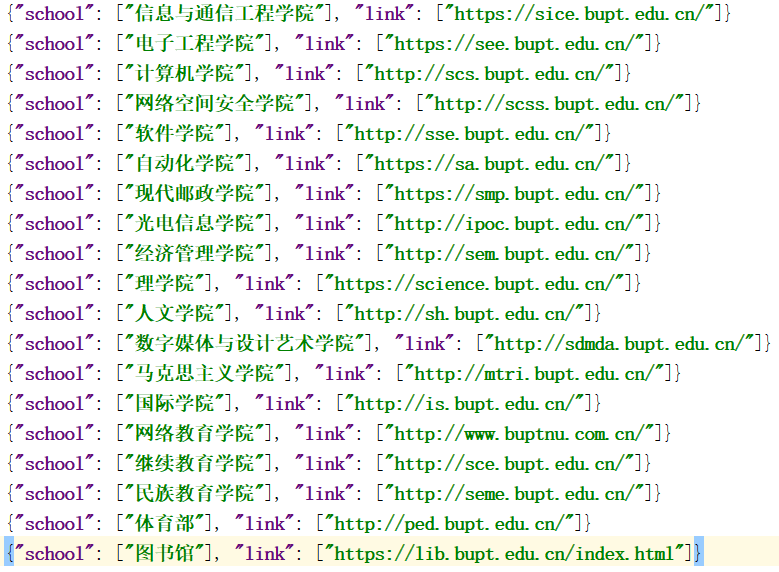 {"school": ["信息与通信工程学院"], "link": ["https://sice.bupt.edu.cn/"]}
{"school": ["电子工程学院"], "link": ["https://see.bupt.edu.cn/"]}
{"school": ["计算机学院"], "link": ["http://scs.bupt.edu.cn/"]}
{"school": ["网络空间安全学院"], "link": ["http://scss.bupt.edu.cn/"]}
{"school": ["软件学院"], "link": ["http://sse.bupt.edu.cn/"]}
{"school": ["自动化学院"], "link": ["https://sa.bupt.edu.cn/"]}
{"school": ["现代邮政学院"], "link": ["https://smp.bupt.edu.cn/"]}
{"school": ["光电信息学院"], "link": ["http://ipoc.bupt.edu.cn/"]}
{"school": ["经济管理学院"], "link": ["http://sem.bupt.edu.cn/"]}
{"school": ["理学院"], "link": ["https://science.bupt.edu.cn/"]}
{"school": ["人文学院"], "link": ["http://sh.bupt.edu.cn/"]}
{"school": ["数字媒体与设计艺术学院"], "link": ["http://sdmda.bupt.edu.cn/"]}
{"school": ["马克思主义学院"], "link": ["http://mtri.bupt.edu.cn/"]}
{"school": ["国际学院"], "link": ["http://is.bupt.edu.cn/"]}
{"school": ["网络教育学院"], "link": ["http://www.buptnu.com.cn/"]}
{"school": ["继续教育学院"], "link": ["http://sce.bupt.edu.cn/"]}
{"school": ["民族教育学院"], "link": ["http://seme.bupt.edu.cn/"]}
{"school": ["体育部"], "link": ["http://ped.bupt.edu.cn/"]}
{"school": ["图书馆"], "link": ["https://lib.bupt.edu.cn/index.html"]}